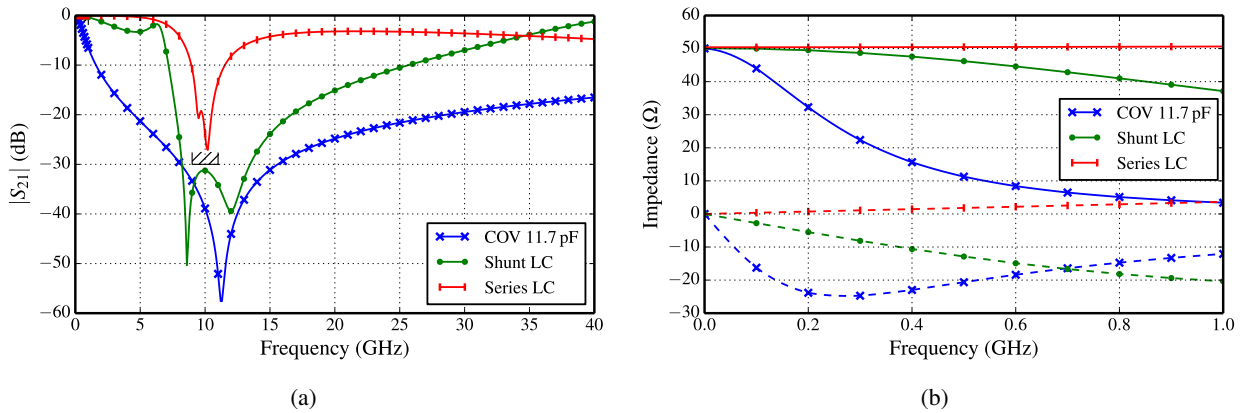 0
−10
−20
−30
−40
−50
−60
|S₂₁| (dB)
0 5 10 15 20 25 30 35 40
Frequency (GHz)
COV 11.7 pF
Shunt LC
Series LC
(a)
60
50
40
30
20
10
0
−10
−20
−30
Impedance (Ω)
0.0 0.2 0.4 0.6 0.8 1.0
Frequency (GHz)
COV 11.7 pF
Shunt LC
Series LC
(b)